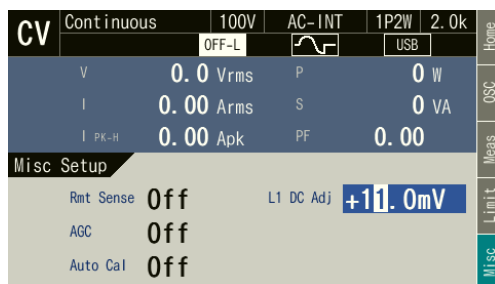 CV Continuous 100V AC-INT 1P2W 2.0k
OFF-L USB
V 0.0 Vrms P 0 W
I 0.00 Arms S 0 VA
I PK-H 0.00 Apk PF 0.00
Misc Setup
Rmt Sense Off L1 DC Adj +11.0mV
AGC Off
Auto Cal Off
Home
OSC
Meas
Limit
Misc